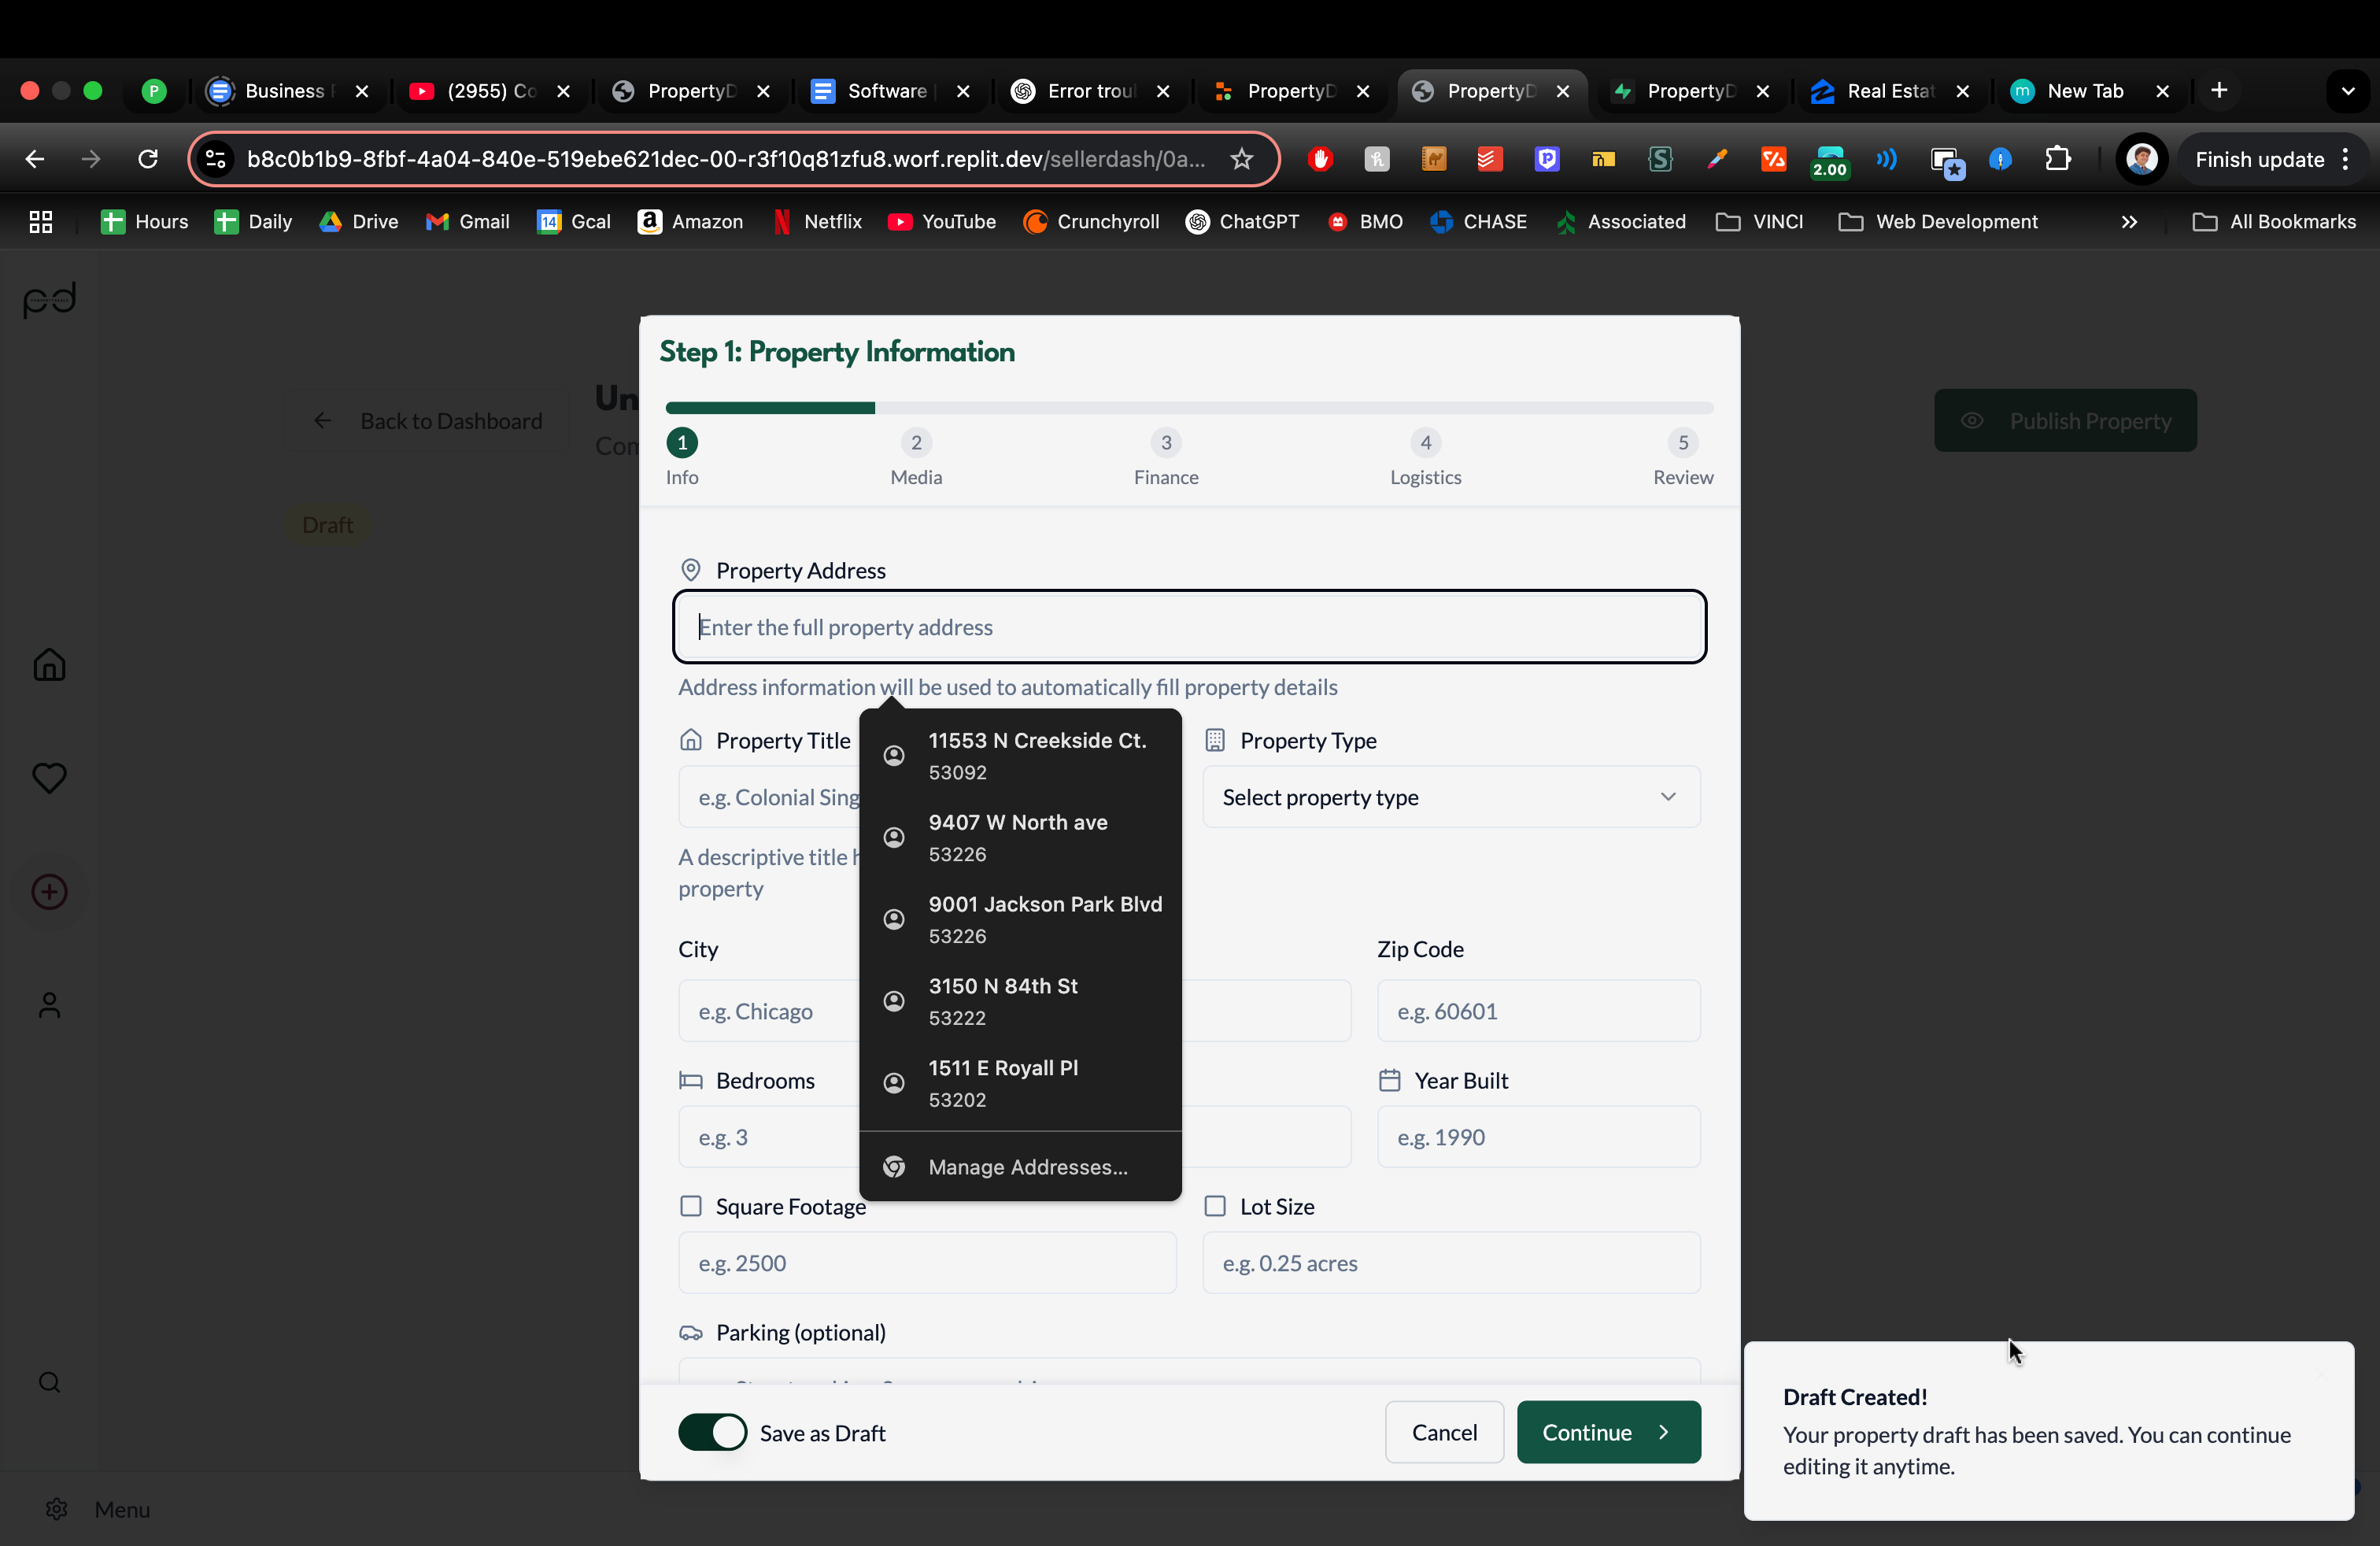 P
Business
(2955) Co
PropertyD
Software
Error trou
PropertyD
PropertyD
PropertyD
Real Estat
m
New Tab
b8c0b1b9-8fbf-4a04-840e-519ebe621dec-00-r3f10q81zfu8.worf.replit.dev/sellerdash/0a...
2.00
Finish update
Hours
Daily
Drive
Gmail
14
Gcal
Amazon
Netflix
YouTube
Crunchyroll
ChatGPT
BMO
CHASE
Associated
VINCI
Web Development
All Bookmarks
pd
Back to Dashboard
Un
Com
Draft
Publish Property
Step 1: Property Information
1
2
3
4
5
Info
Media
Finance
Logistics
Review
Property Address
Enter the full property address
Address information will be used to automatically fill property details
Property Title
e.g. Colonial Sing
A descriptive title h
property
Property Type
Select property type
11553 N Creekside Ct.
53092
9407 W North ave
53226
9001 Jackson Park Blvd
53226
3150 N 84th St
53222
1511 E Royall Pl
53202
Manage Addresses...
City
e.g. Chicago
Zip Code
e.g. 60601
Bedrooms
e.g. 3
Year Built
e.g. 1990
Square Footage
e.g. 2500
Lot Size
e.g. 0.25 acres
Parking (optional)
Save as Draft
Cancel
Continue
Draft Created!
Your property draft has been saved. You can continue
editing it anytime.
Menu